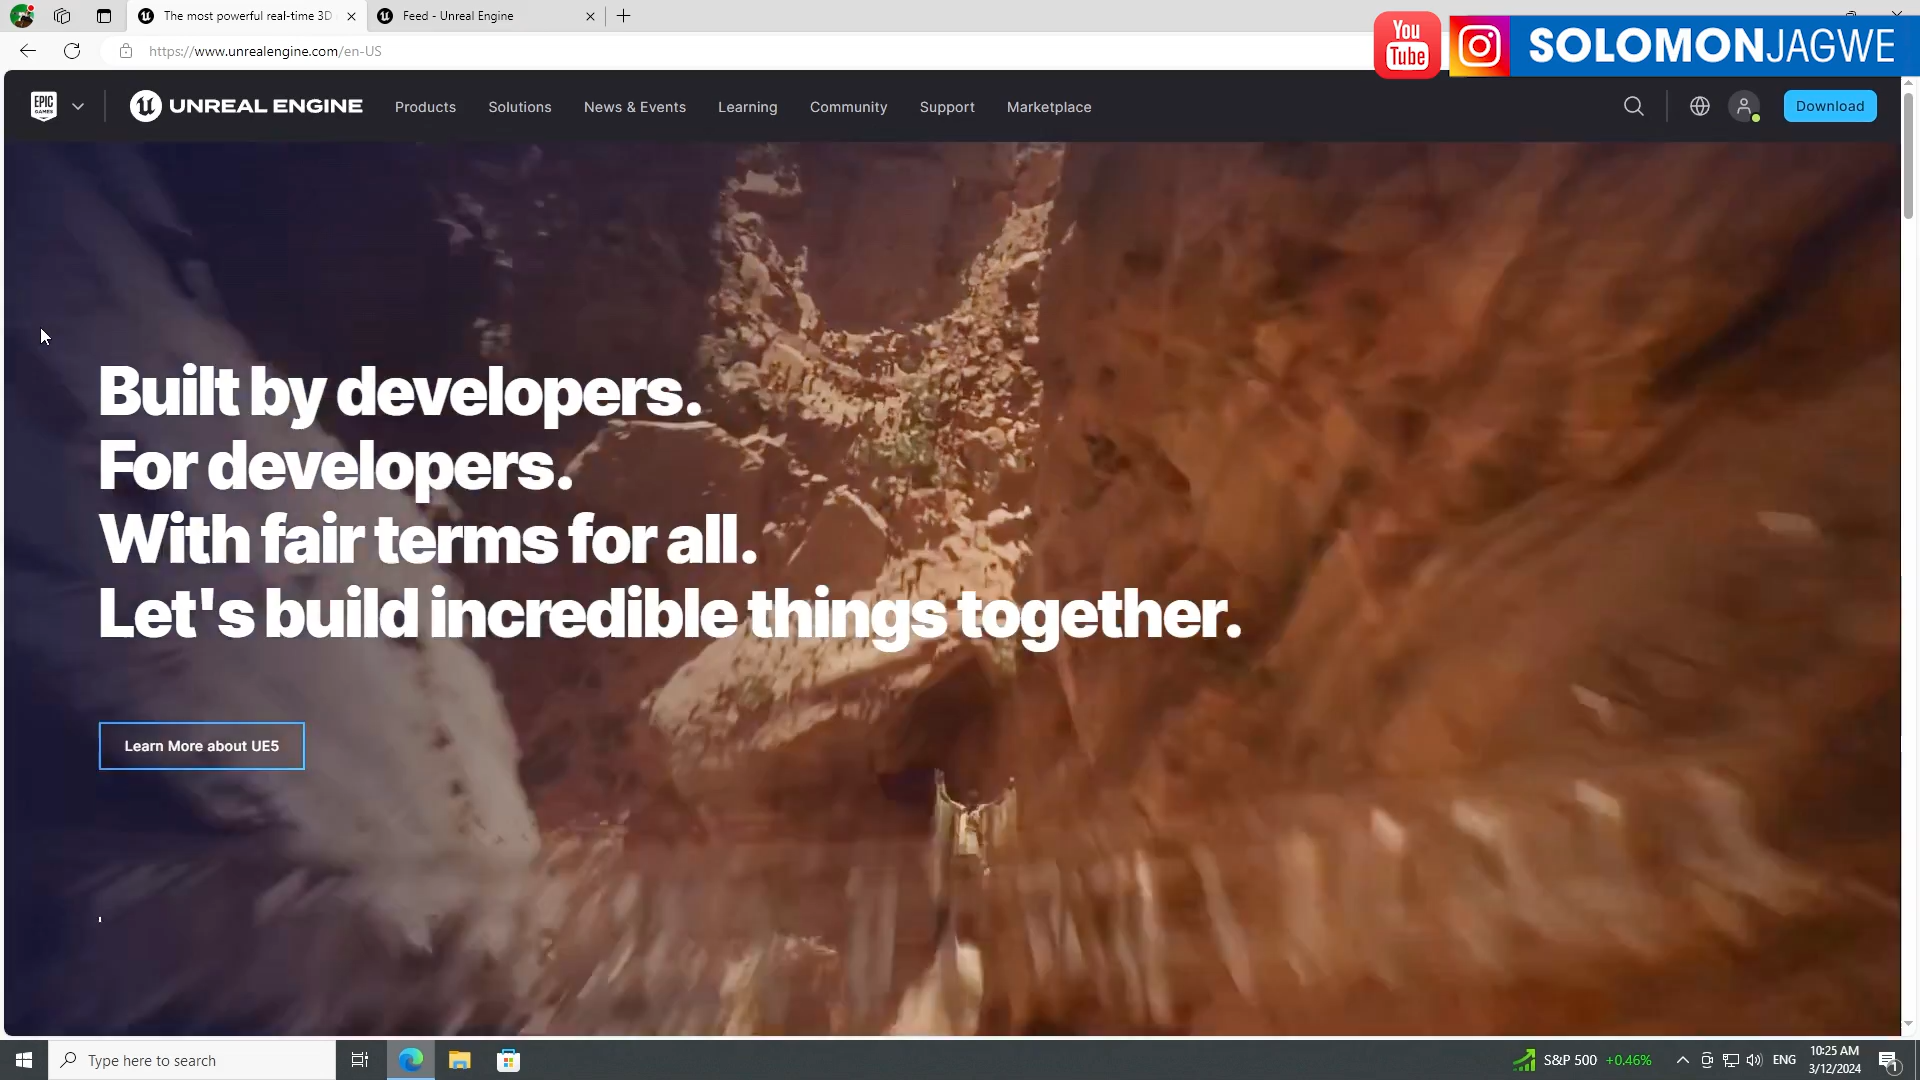 The most powerful real-time 3D
Feed - Unreal Engine
https://www.unrealengine.com/en-US
You
Tube
SOLOMONJAGWE
EPIC
GAMES
UNREAL ENGINE
Products
Solutions
News & Events
Learning
Community
Support
Marketplace
Download
Built by developers.
For developers.
With fair terms for all.
Let's build incredible things together.
Learn More about UE5
Type here to search
S&P 500 +0.46%
ENG
10:25 AM
3/12/2024
1